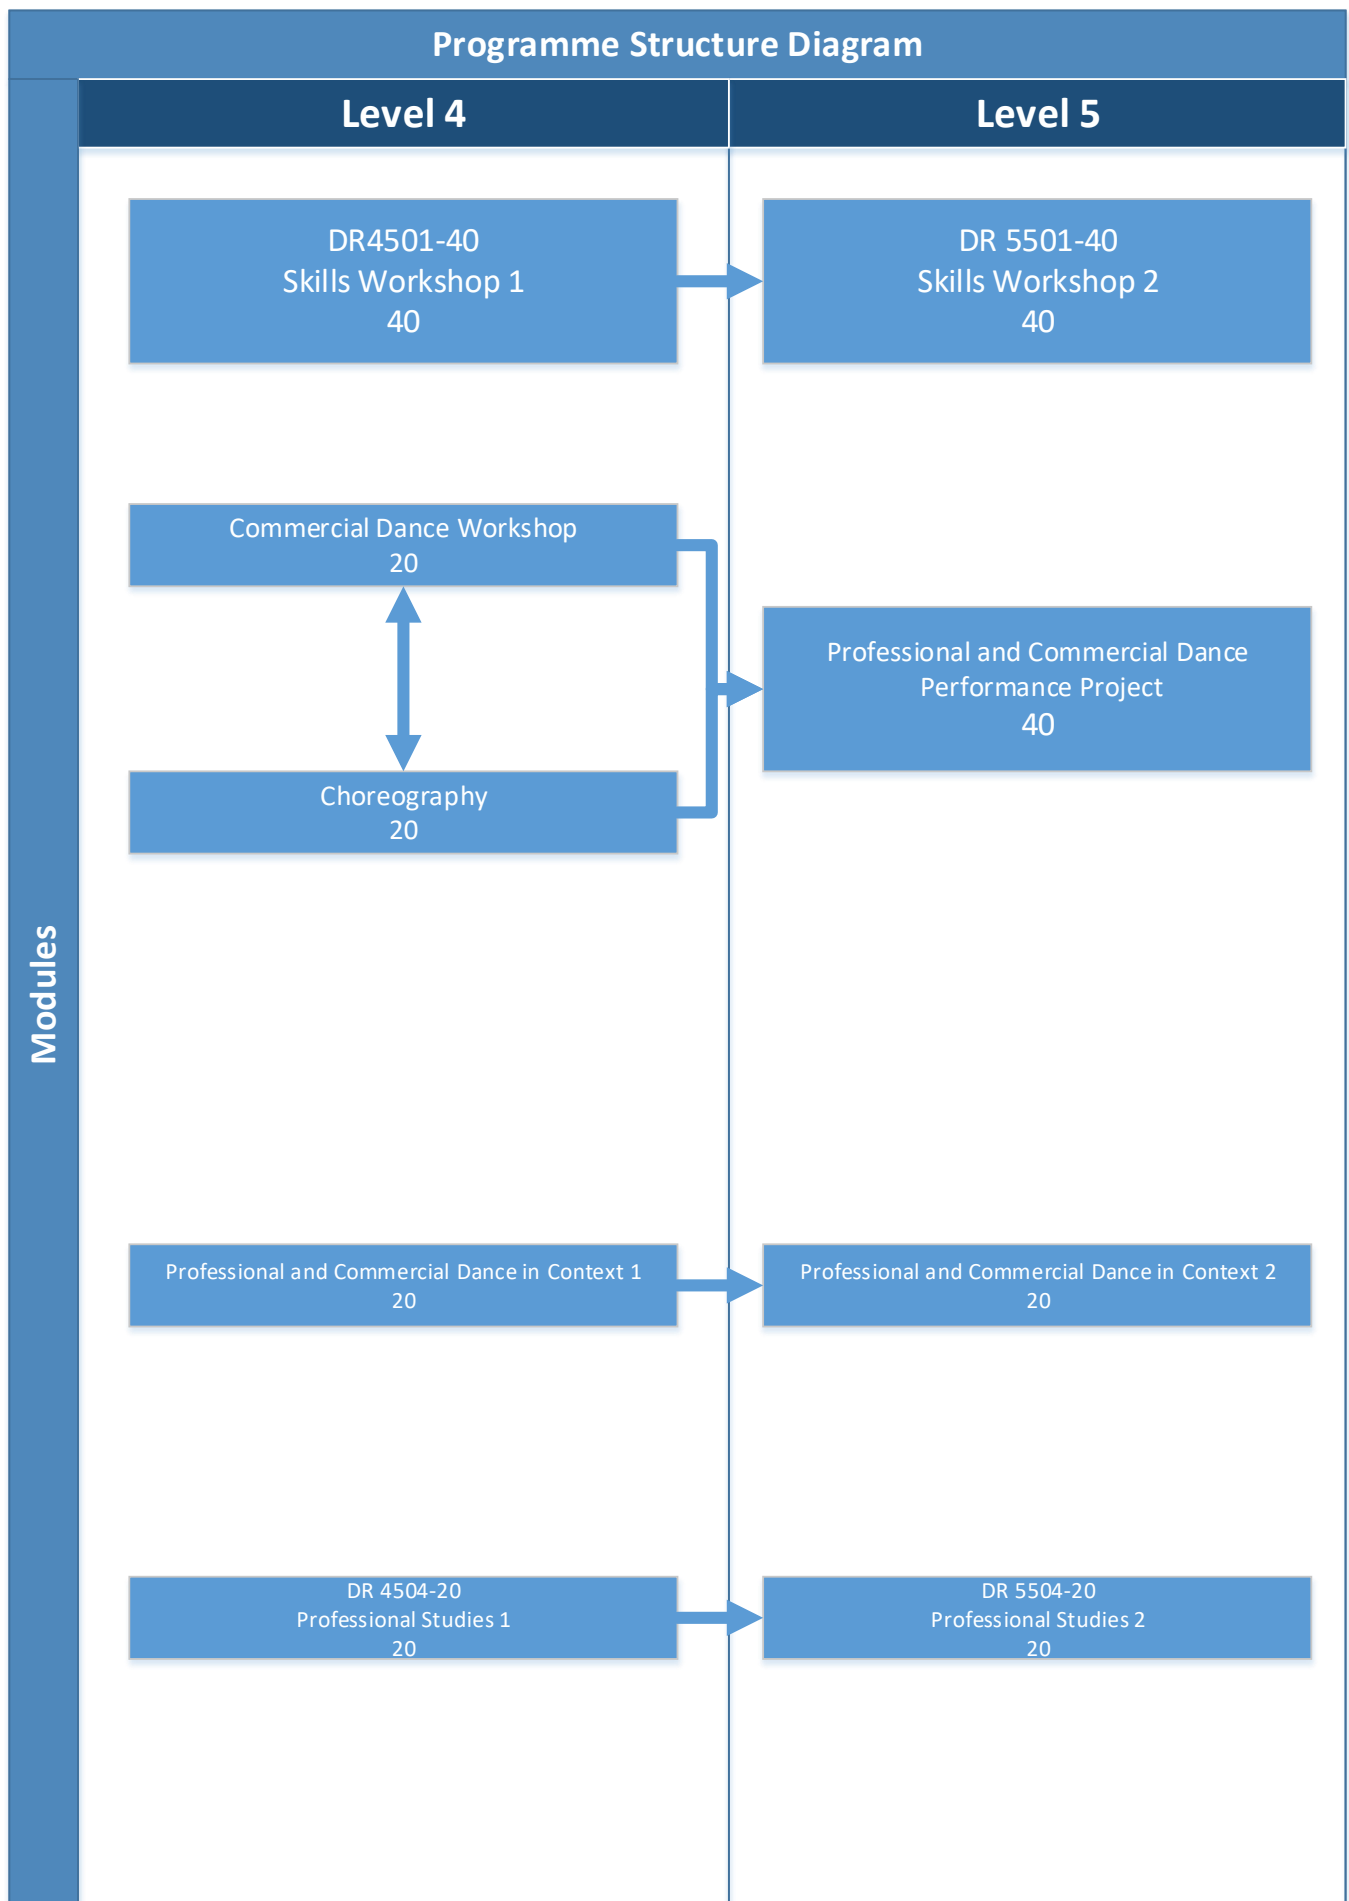 Programme Structure Diagram
Level 4
Level 5
Modules
DR4501-40
Skills Workshop 1
40
DR 5501-40
Skills Workshop 2
40
Commercial Dance Workshop
20
Choreography
20
Professional and Commercial Dance
Performance Project
40
Professional and Commercial Dance in Context 1
20
Professional and Commercial Dance in Context 2
20
DR 4504-20
Professional Studies 1
20
DR 5504-20
Professional Studies 2
20